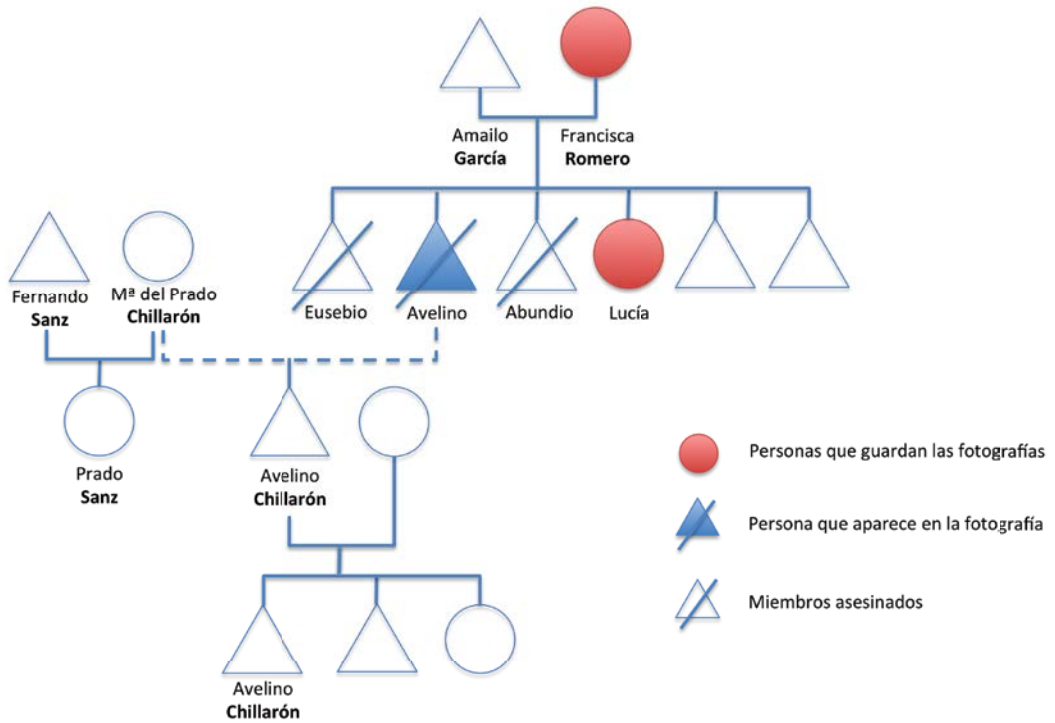 Amailo
García
Francisca
Romero
Fernando
Sanz
Mª del Prado
Chillarón
Eusebio
Avelino
Abundio
Lucía
Prado
Sanz
Avelino
Chillarón
Personas que guardan las fotografías
Persona que aparece en la fotografía
Miembros asesinados
Avelino
Chillarón